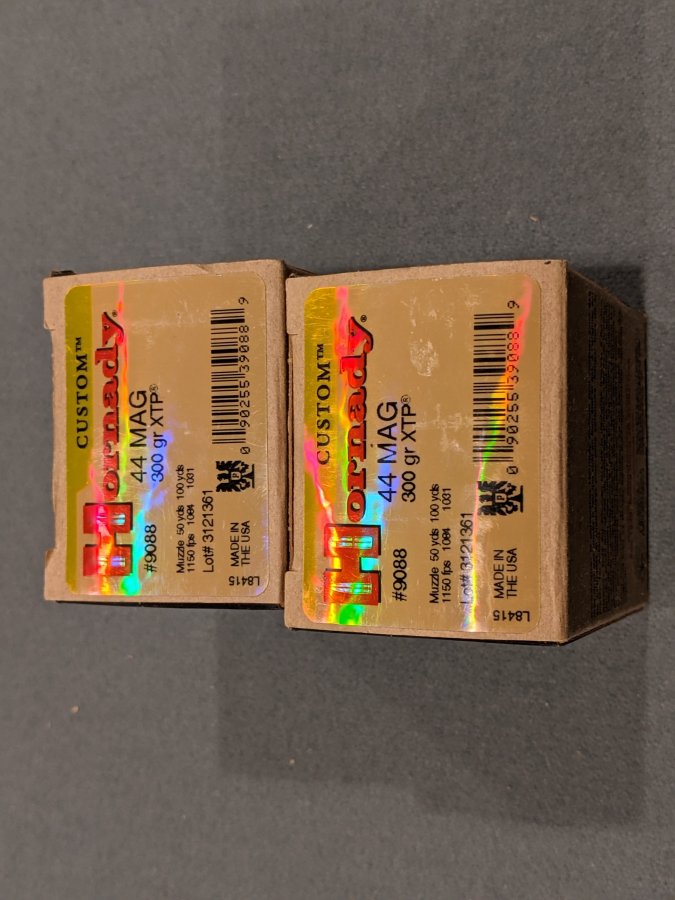 CUSTOM™
Hornady®
44 MAG
300 gr XTP®
#9088
Muzzle 50 yds 100 yds
1150 fps 1084 1031
Lot# 3121361
MADE IN
THE USA
0 90255 39088 9
L8415
CUSTOM™
Hornady®
44 MAG
300 gr XTP®
#9088
Muzzle 50 yds 100 yds
1150 fps 1084 1031
Lot# 3121361
MADE IN
THE USA
0 90255 39088 9
L8415